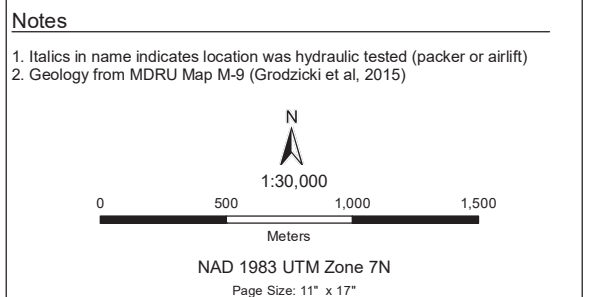 Notes
1. Italics in name indicates location was hydraulic tested (packer or airlift)
2. Geology from MDRU Map M-9 (Grodzicki et al, 2015)
N
1:30,000
0 500 1,000 1,500
Meters
NAD 1983 UTM Zone 7N
Page Size: 11" x 17"